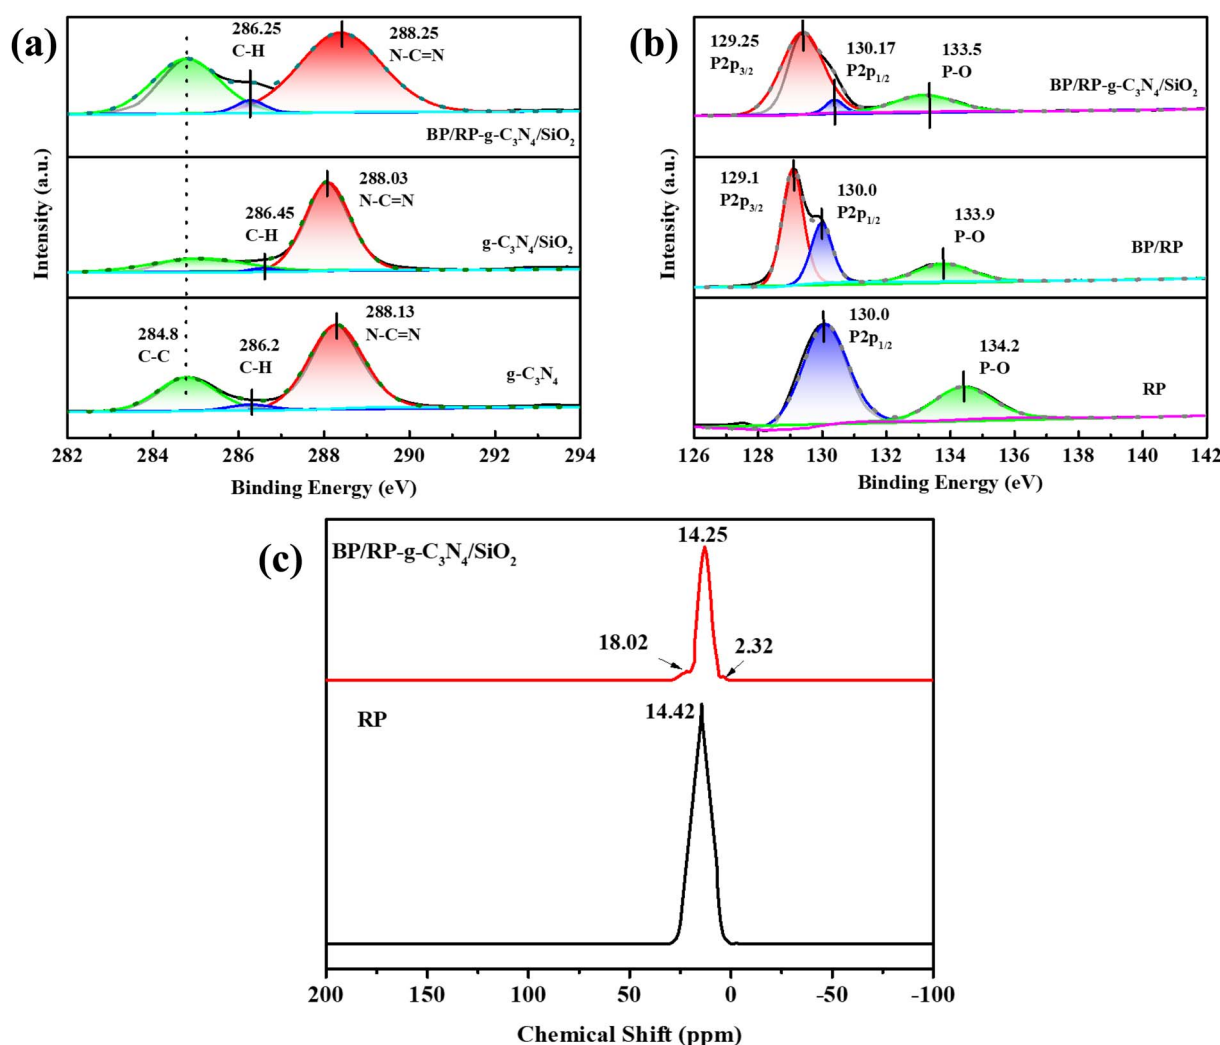 (a)
Intensity (a.u.)
286.25
C-H
288.25
N-C=N
BP/RP-g-C₃N₄/SiO₂
288.03
N-C=N
286.45
C-H
g-C₃N₄/SiO₂
284.8
C-C
286.2
C-H
288.13
N-C=N
g-C₃N₄
282 284 286 288 290 292 294
Binding Energy (eV)
(b)
Intensity (a.u.)
129.25
P2p₃/₂
130.17
P2p₁/₂
133.5
P-O
BP/RP-g-C₃N₄/SiO₂
129.1
P2p₃/₂
130.0
P2p₁/₂
133.9
P-O
BP/RP
130.0
P2p₁/₂
134.2
P-O
RP
126 128 130 132 134 136 138 140 142
Binding Energy (eV)
(c)
BP/RP-g-C₃N₄/SiO₂
14.25
18.02
2.32
RP
14.42
200 150 100 50 0 -50 -100
Chemical Shift (ppm)